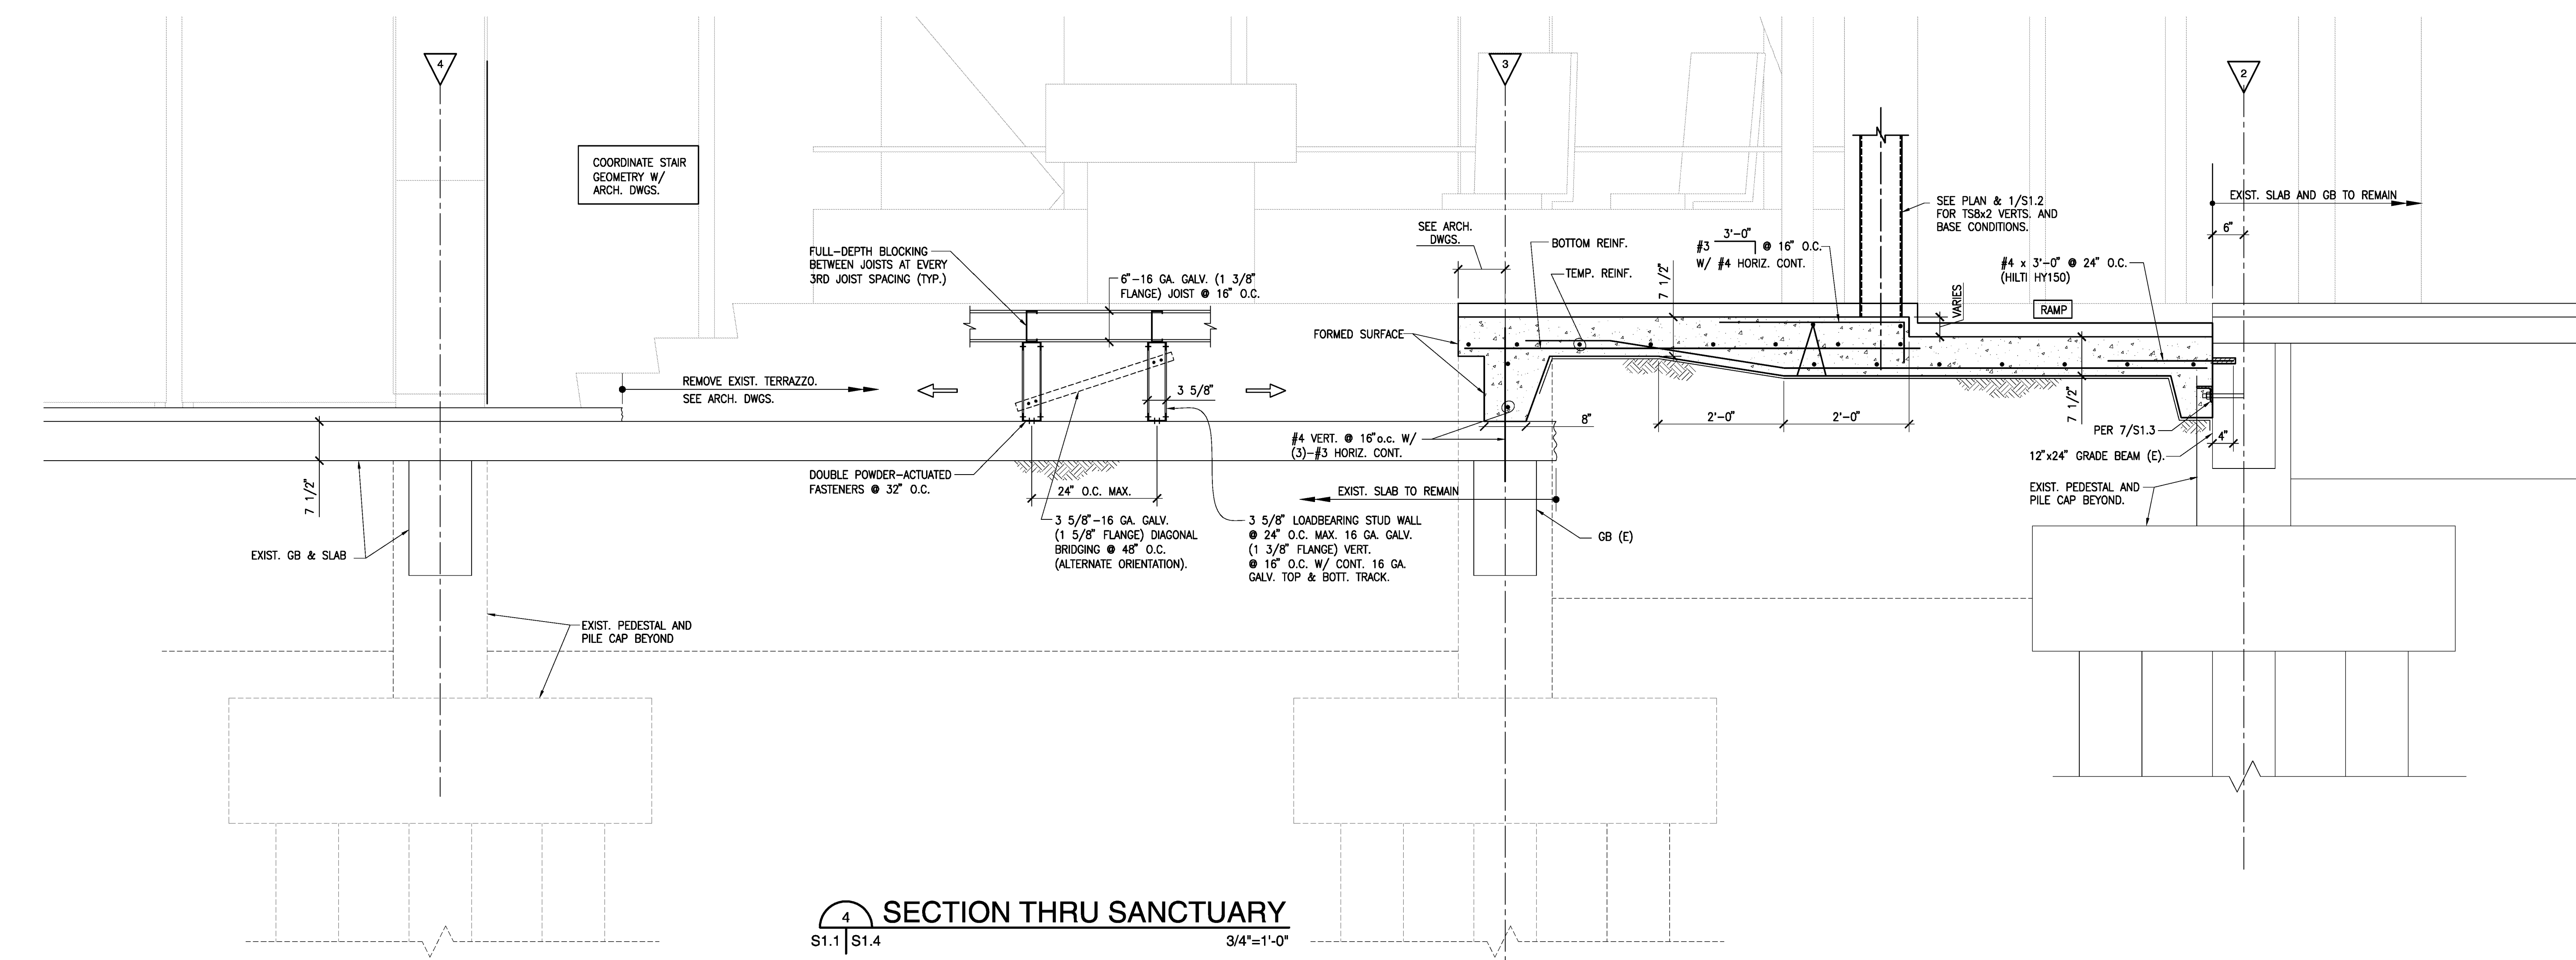 4
3
2
COORDINATE STAIR
GEOMETRY W/
ARCH. DWGS.
FULL-DEPTH BLOCKING
BETWEEN JOISTS AT EVERY
3RD JOIST SPACING (TYP.)
6"-16 GA. GALV. (1 3/8"
FLANGE) JOIST @ 16" O.C.
SEE ARCH.
DWGS.
BOTTOM REINF.
TEMP. REINF.
7 1/2"
3'-0"
#3 @ 16" O.C.
W/ #4 HORIZ. CONT.
SEE PLAN & 1/S1.2
FOR TS8x2 VERTS. AND
BASE CONDITIONS.
EXIST. SLAB AND GB TO REMAIN
6"
#4 x 3'-0" @ 24" O.C.
(HILTI HY150)
VARIES
RAMP
FORMED SURFACE
REMOVE EXIST. TERRAZZO.
SEE ARCH. DWGS.
3 5/8"
8"
2'-0"
2'-0"
7 1/2"
#4 VERT. @ 16"o.c. W/
(3)-#3 HORIZ. CONT.
PER 7/S1.3
4"
12"x24" GRADE BEAM (E).
7 1/2"
DOUBLE POWDER-ACTUATED
FASTENERS @ 32" O.C.
24" O.C. MAX.
EXIST. SLAB TO REMAIN
EXIST. PEDESTAL AND
PILE CAP BEYOND.
EXIST. GB & SLAB
3 5/8"-16 GA. GALV.
(1 5/8" FLANGE) DIAGONAL
BRIDGING @ 48" O.C.
(ALTERNATE ORIENTATION).
3 5/8" LOADBEARING STUD WALL
@ 24" O.C. MAX. 16 GA. GALV.
(1 3/8" FLANGE) VERT.
@ 16" O.C. W/ CONT. 16 GA.
GALV. TOP & BOTT. TRACK.
GB (E)
EXIST. PEDESTAL AND
PILE CAP BEYOND
4
SECTION THRU SANCTUARY
S1.1 S1.4
3/4"=1'-0"